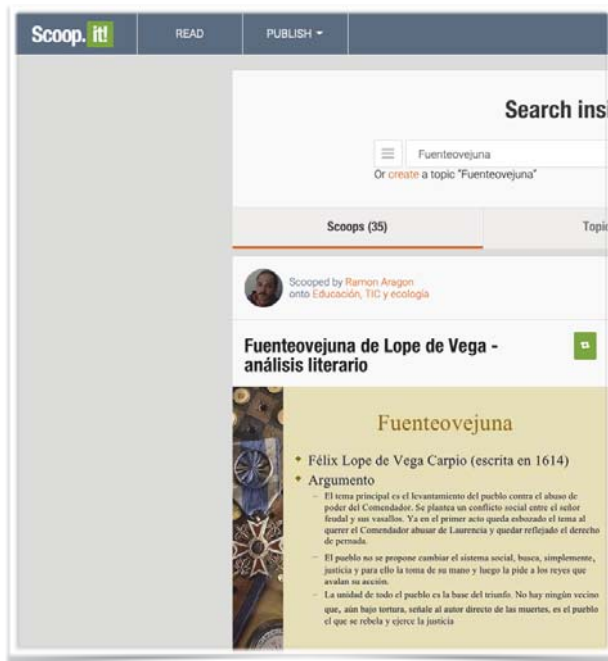 Scoop.it! READ PUBLISH
Search insi
Fuenteovejuna
Or create a topic "Fuenteovejuna"
Scoops (35) Topic
Scooped by Ramon Aragon
onto Educación, TIC y ecología
Fuenteovejuna de Lope de Vega -
análisis literario
Fuenteovejuna
Félix Lope de Vega Carpio (escrita en 1614)
Argumento
– El tema principal es el levantamiento del pueblo contra el abuso de
poder del Comendador. Se plantea un conflicto social entre el señor
feudal y sus vasallos. Ya en el primer acto queda esbozado el tema al
querer el Comendador abusar de Laurencia y quedar reflejado el derecho
de pernada.
– El pueblo no se propone cambiar el sistema social, busca, simplemente,
justicia y para ello la toma de su mano y luego la pide a los reyes que
avalan su acción.
– La unidad de todo el pueblo es la base del triunfo. No hay ningún vecino
que, aún bajo tortura, señale al autor directo de las muertes, es el pueblo
el que se rebela y ejerce la justicia